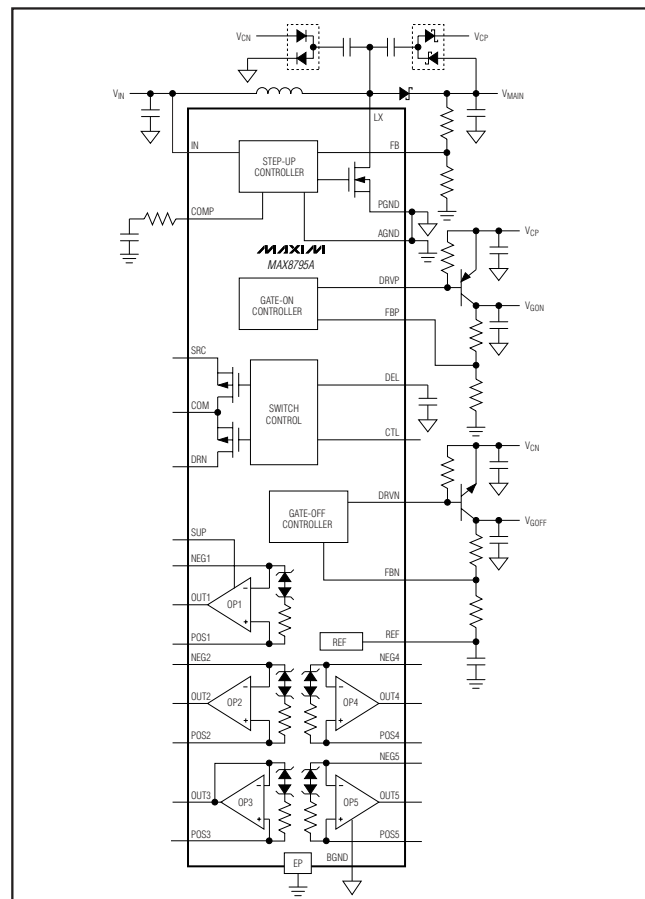 VCN
VCP
VIN
VMAIN
LX
IN
FB
STEP-UP
CONTROLLER
PGND
COMP
AGND
VCP
MAXIM
MAX8795A
DRVP
GATE-ON
CONTROLLER
VGON
FBP
SRC
DEL
COM
SWITCH
CONTROL
CTL
DRN
VCN
DRVN
GATE-OFF
CONTROLLER
VGOFF
SUP
NEG1
FBN
OUT1
OP1
POS1
REF
REF
NEG2
NEG4
OUT2
OP2
OP4
OUT4
POS2
POS4
NEG5
OUT3
OP3
OP5
OUT5
POS3
POS5
EP
BGND